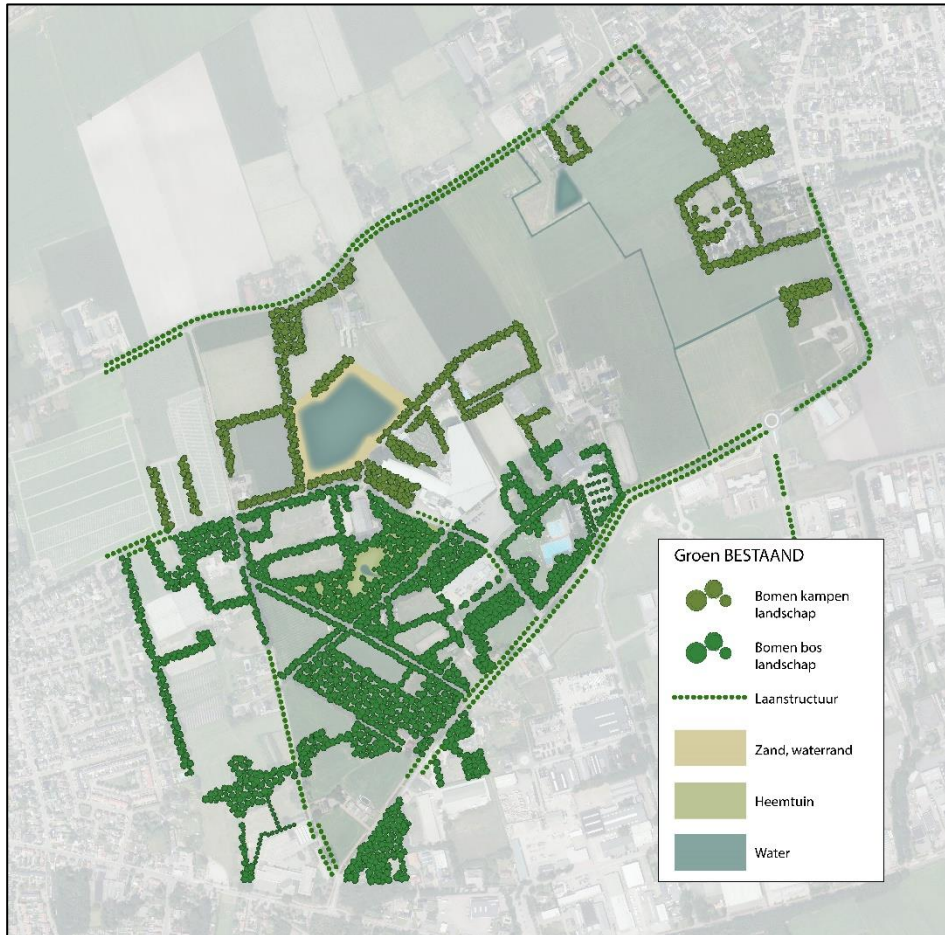 Groen BESTAAND
Bomen kampen
landschap
Bomen bos
landschap
Laanstructuur
Zand, waterrand
Heemtuin
Water